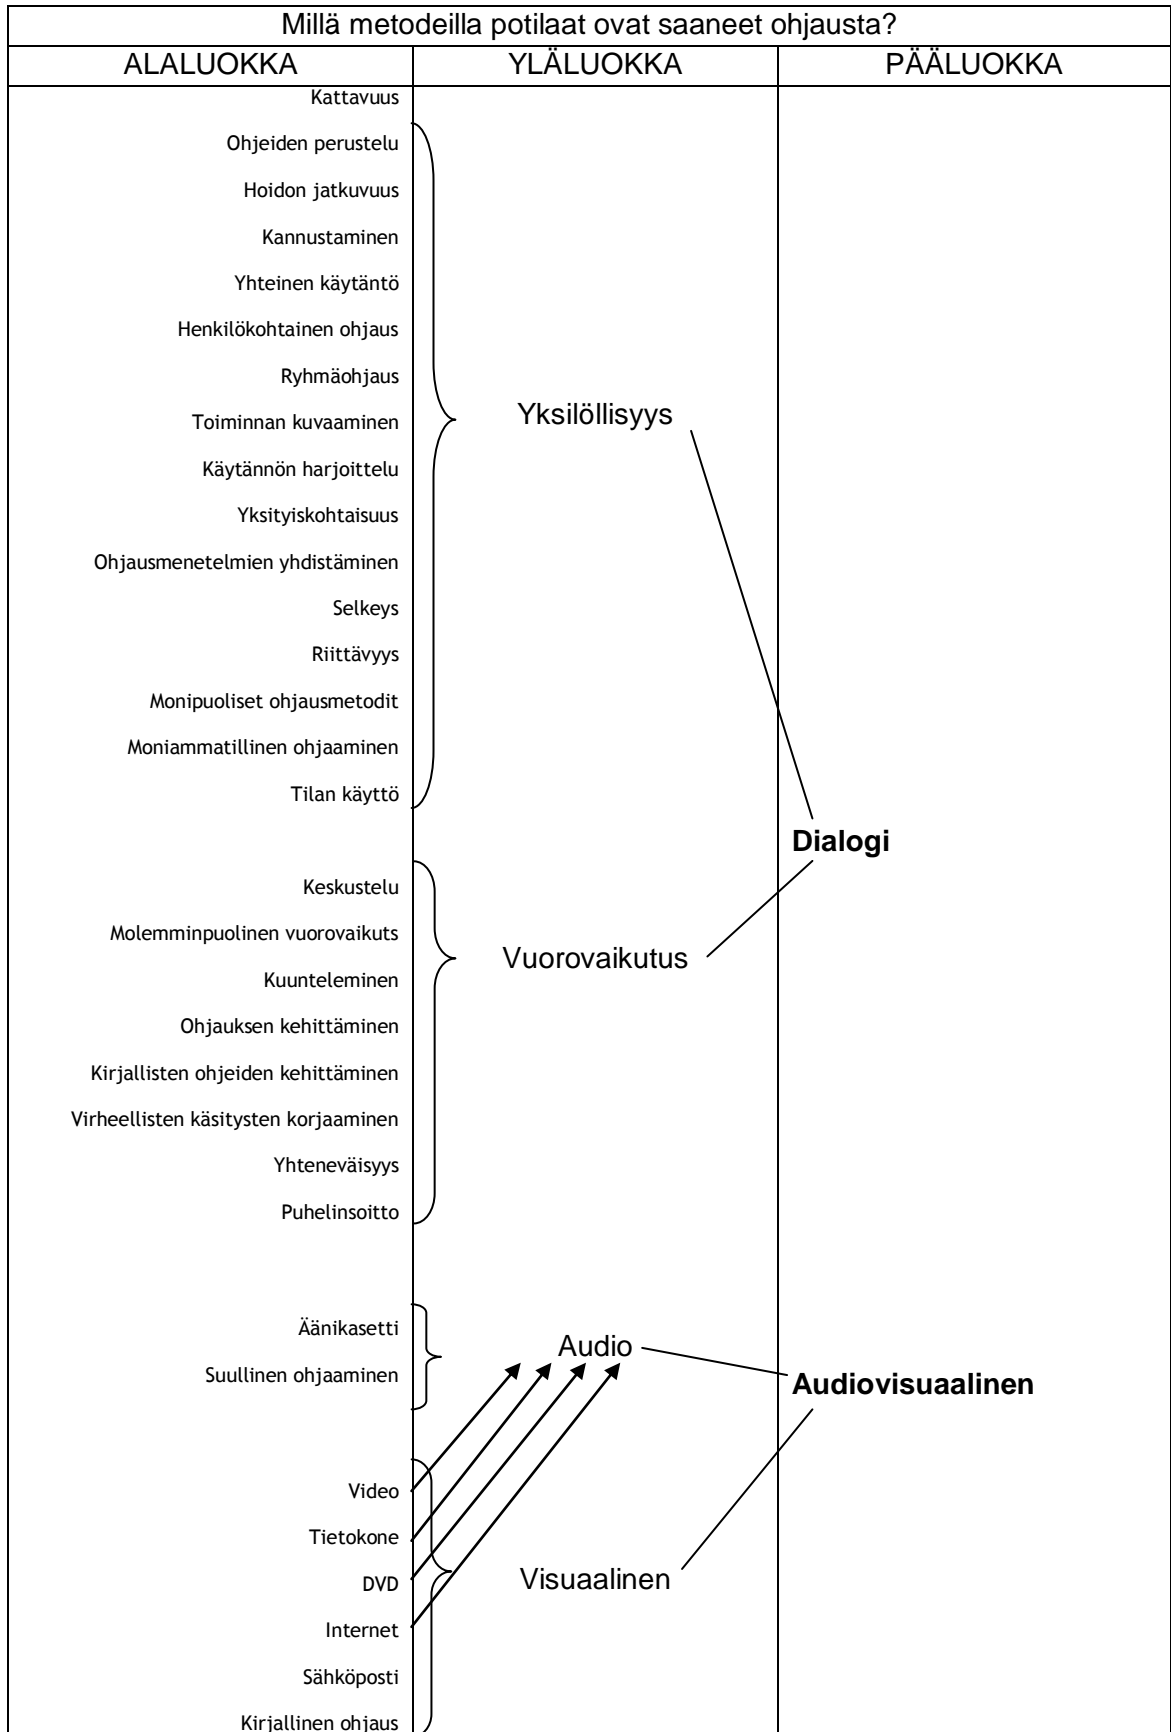 Millä metodeilla potilaat ovat saaneet ohjausta?
ALALUOKKA YLÄLUOKKA PÄÄLUOKKA
Kattavuus
Ohjeiden perustelu
Hoidon jatkuvuus
Kannustaminen
Yhteinen käytäntö
Henkilökohtainen ohjaus
Ryhmäohjaus
Toiminnan kuvaaminen Yksilöllisyys
Käytännön harjoittelu
Yksityiskohtaisuus
Ohjausmenetelmien yhdistäminen
Selkeys
Riittävyys
Monipuoliset ohjausmetodit
Moniammatillinen ohjaaminen
Tilan käyttö
Dialogi
Keskustelu
Molemminpuolinen vuorovaikuts
Vuorovaikutus
Kuunteleminen
Ohjauksen kehittäminen
Kirjallisten ohjeiden kehittäminen
Virheellisten käsitysten korjaaminen
Yhteneväisyys
Puhelinsoitto
Äänikasetti
Audio
Suullinen ohjaaminen
Audiovisuaalinen
Video
Tietokone
DVD Visuaalinen
Internet
Sähköposti
Kirjallinen ohjaus